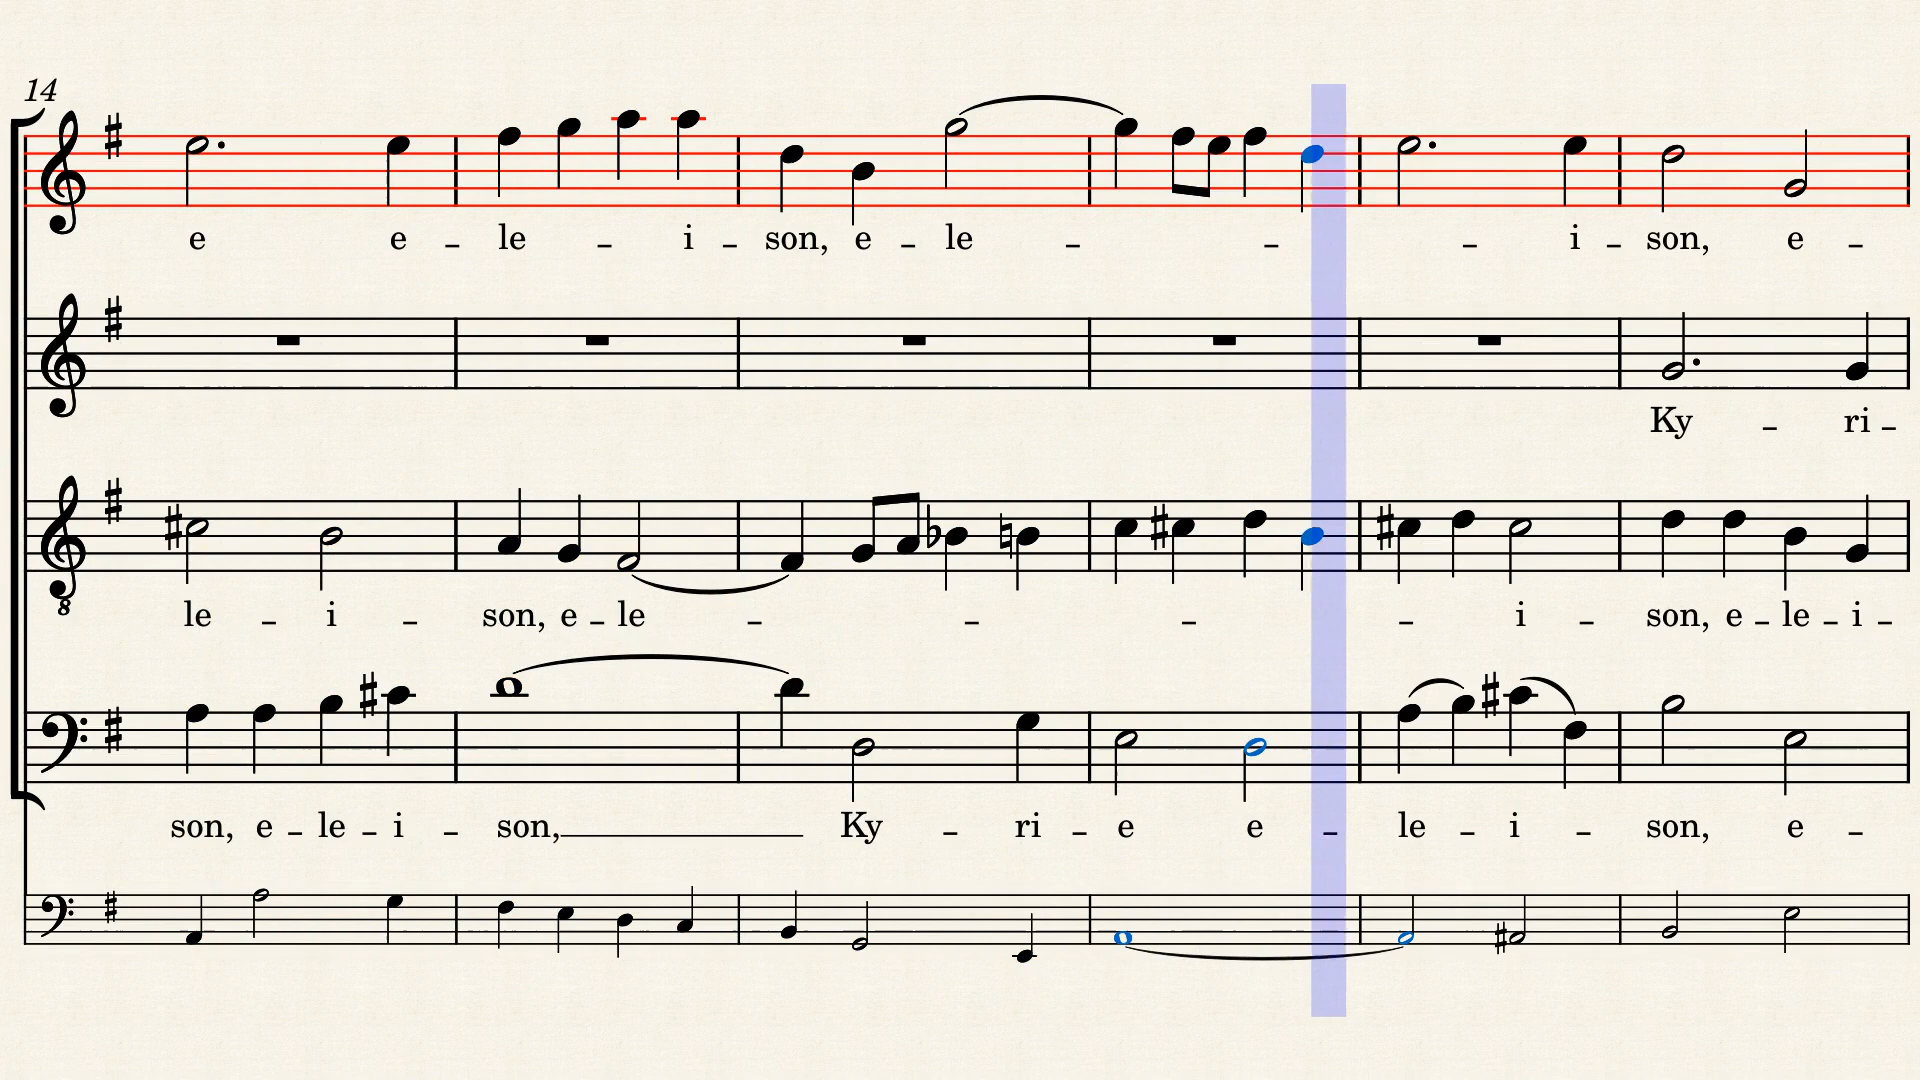 14
e e – le – i – son, e – le – – – i – son, e –
Ky – ri –
8
le – i – son, e – le – – – – i – son, e – le – i –
son, e – le – i – son, Ky – ri – e e – le – i – son, e –